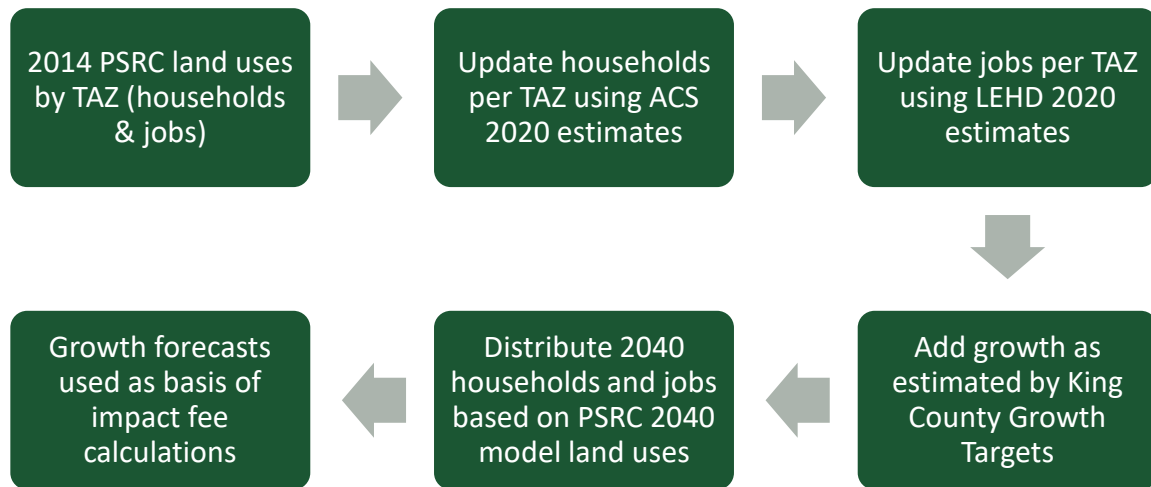 2014 PSRC land uses
by TAZ (households
& jobs)
Update households
per TAZ using ACS
2020 estimates
Update jobs per TAZ
using LEHD 2020
estimates
Add growth as
estimated by King
County Growth
Targets
Distribute 2040
households and jobs
based on PSRC 2040
model land uses
Growth forecasts
used as basis of
impact fee
calculations